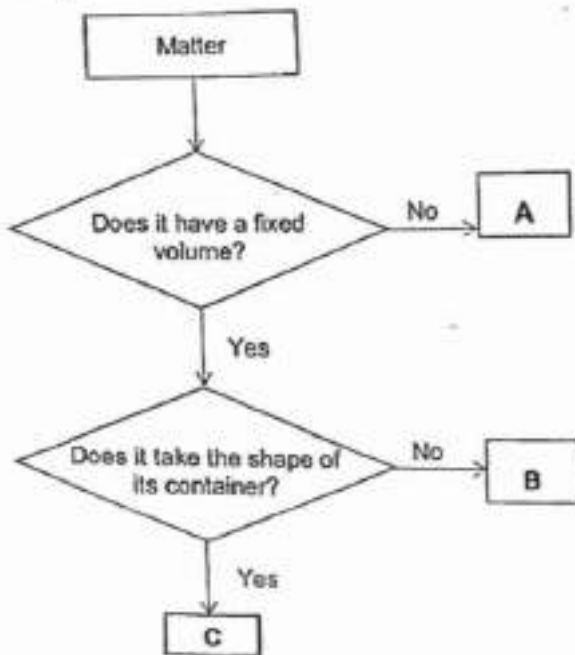 Matter
Does it have a fixed
volume?
No
A
Yes
Does it take the shape of
its container?
No
B
Yes
C